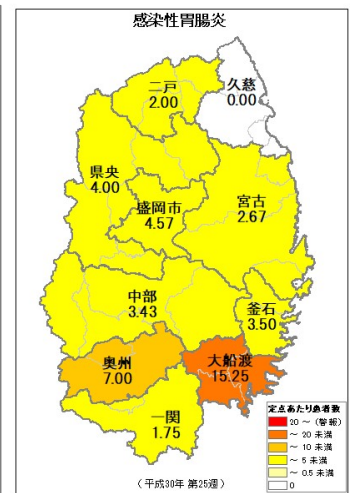 感染性胃腸炎
二戸
2.00
久慈
0.00
県央
4.00
盛岡市
4.57
宮古
2.67
中部
3.43
釜石
3.50
奥州
7.00
大船渡
15.25
一関
1.75
定点あたり患者数
20 ～ (警報)
～ 20 未満
～ 10 未満
～ 5 未満
～ 0.5 未満
0
(平成30年 第25週)